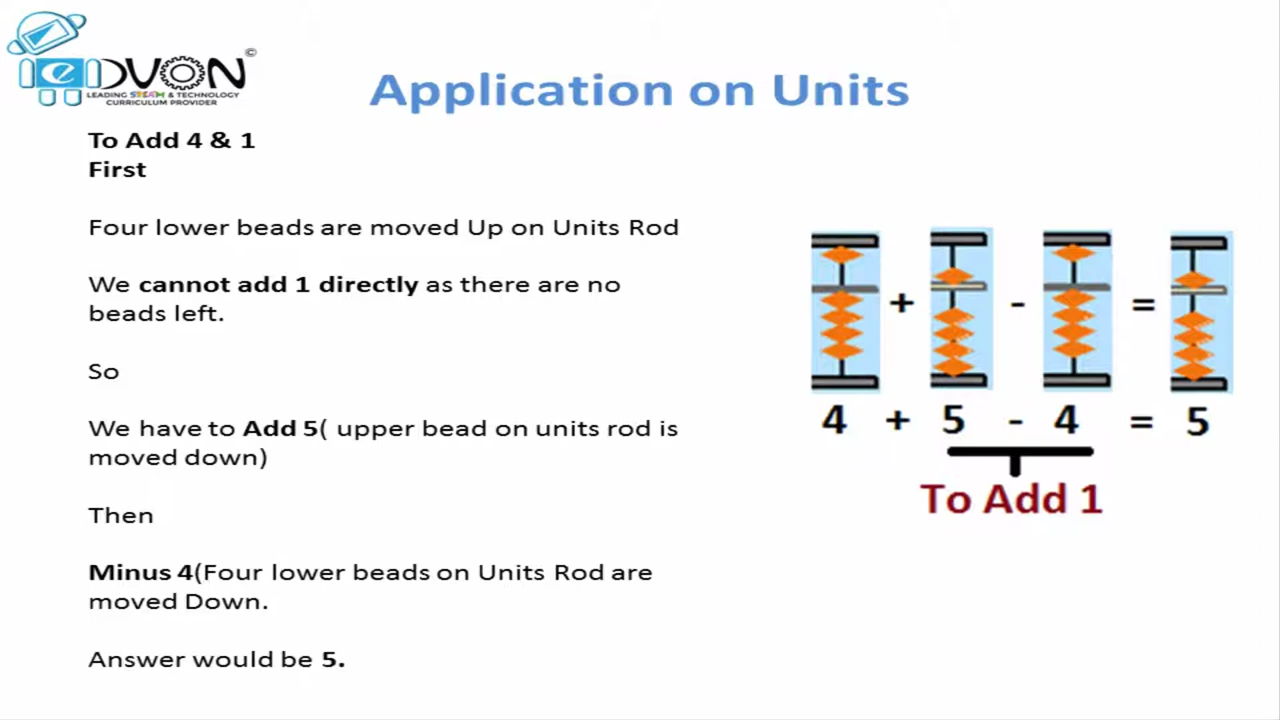 eDVON©
LEADING STEAM & TECHNOLOGY
CURRICULUM PROVIDER
Application on Units
To Add 4 & 1
First
Four lower beads are moved Up on Units Rod
We cannot add 1 directly as there are no
beads left.
So
We have to Add 5( upper bead on units rod is
moved down)
Then
Minus 4(Four lower beads on Units Rod are
moved Down.
Answer would be 5.
+ - =
4 + 5 - 4 = 5
To Add 1